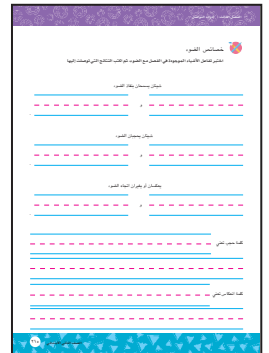 خصائص الضوء
اختبر تفاعل الأشياء الموجودة في الفصل مع الضوء، ثم اكتب النتائج التي توصلت إليها
شيئان يسمحان بنفاذ الضوء
و
شيئان يحجبان الضوء
و
يعكسان أو يغيران اتجاه الضوء
و
كلمة حجب تعني
كلمة انعكاس تعني